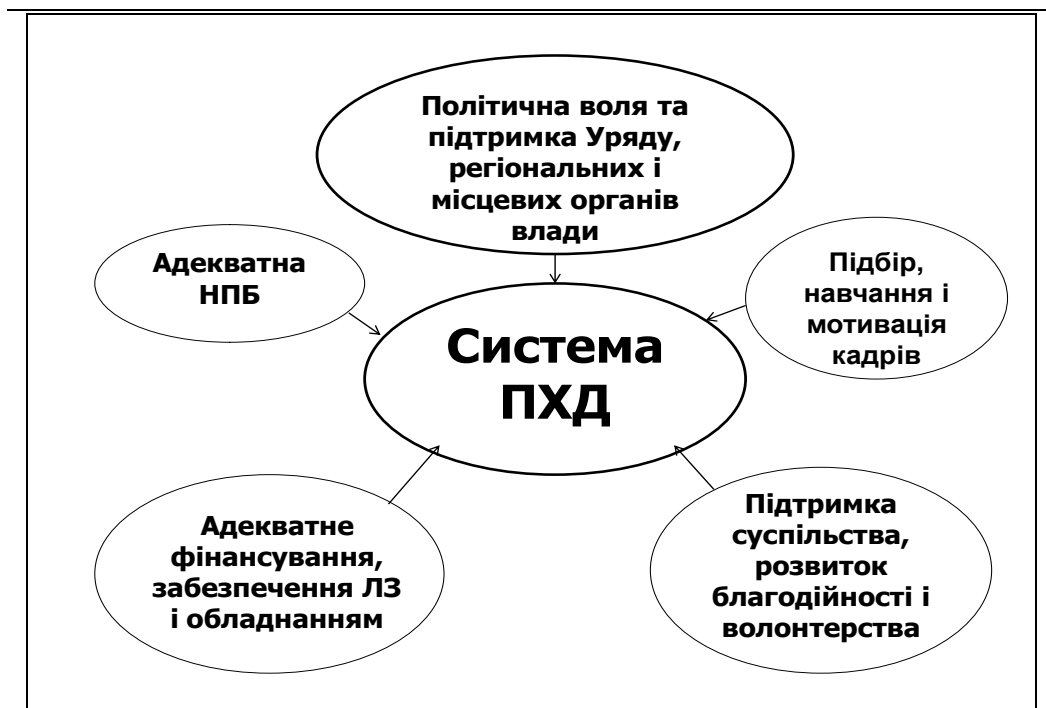 Політична воля та
підтримка Уряду,
регіональних і
місцевих органів
влади
Адекватна
НПБ
Підбір,
навчання і
мотивація
кадрів
Система
ПХД
Адекватне
фінансування,
забезпечення ЛЗ
і обладнанням
Підтримка
суспільства,
розвиток
благодійності і
волонтерства